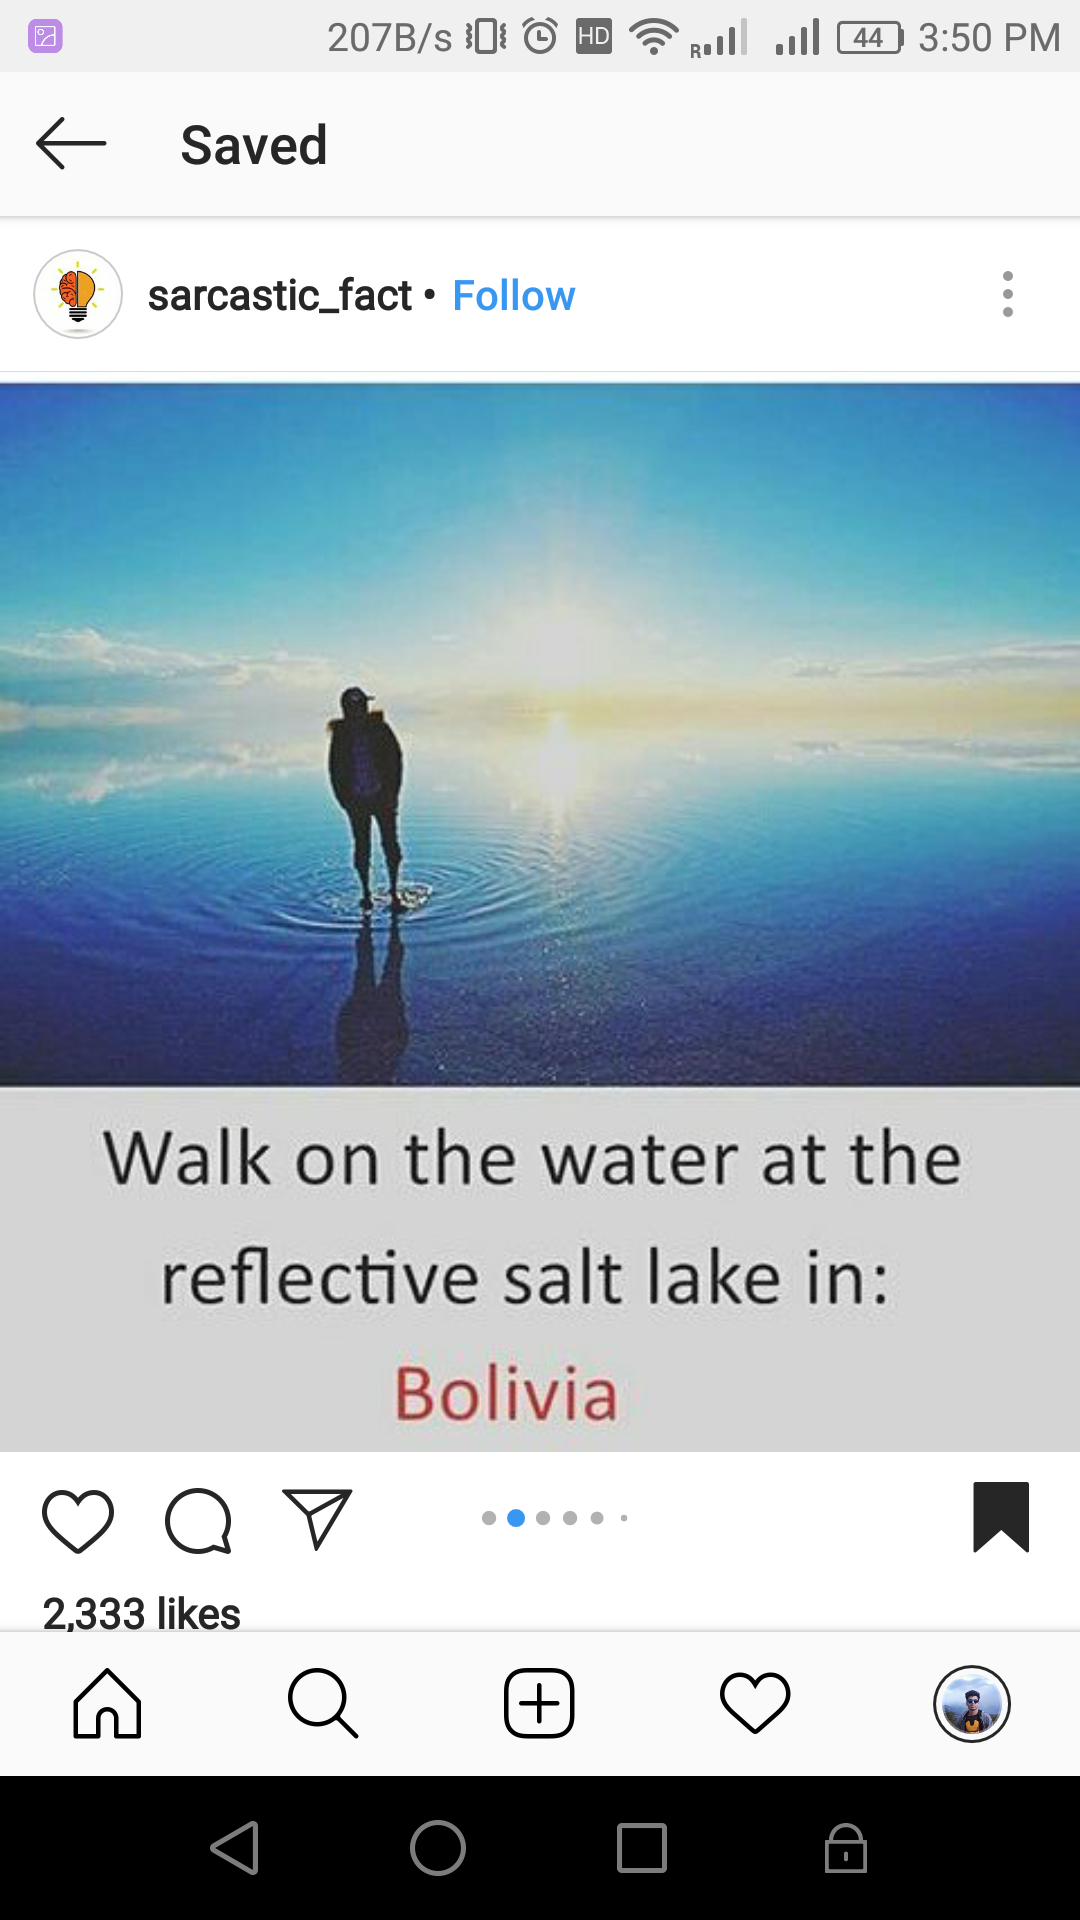 207B/s HD R 44 3:50 PM
Saved
sarcastic_fact • Follow
Walk on the water at the
reflective salt lake in:
Bolivia
2,333 likes